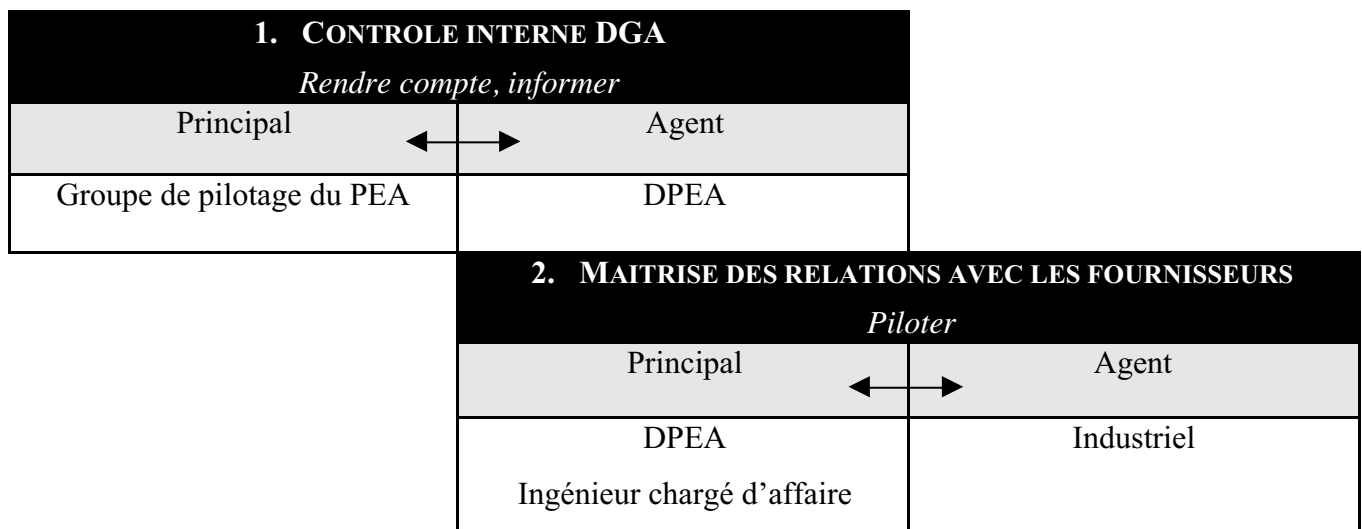 1. CONTROLE INTERNE DGA
Rendre compte, informer
Principal Agent
Groupe de pilotage du PEA DPEA
2. MAITRISE DES RELATIONS AVEC LES FOURNISSEURS
Piloter
Principal Agent
DPEA Industriel
Ingénieur chargé d’affaire